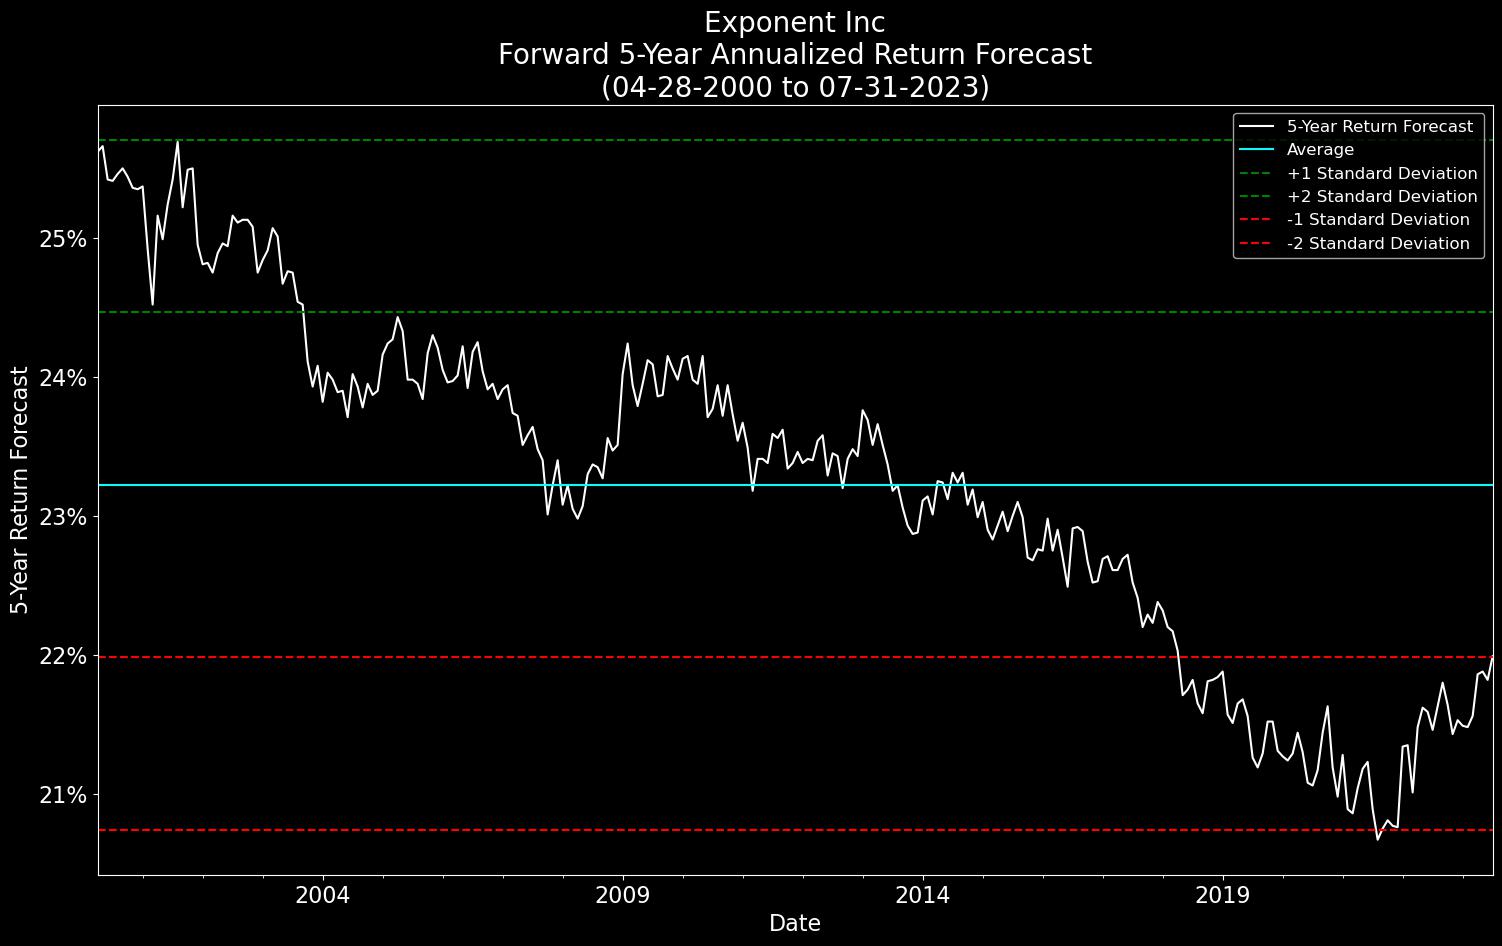 Exponent Inc
Forward 5-Year Annualized Return Forecast
(04-28-2000 to 07-31-2023)
5-Year Return Forecast
Average
+1 Standard Deviation
+2 Standard Deviation
-1 Standard Deviation
-2 Standard Deviation
25%
24%
23%
22%
21%
5-Year Return Forecast
2004
2009
2014
2019
Date